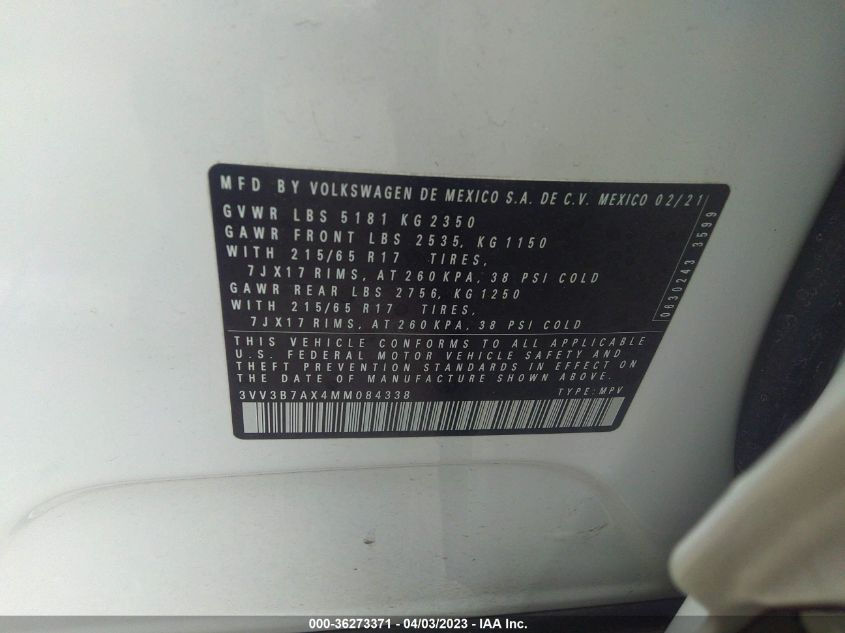 MFD BY VOLKSWAGEN DE MEXICO S.A. DE C.V. MEXICO 02/21
GVWR LBS 5181 KG 2350
GAWR FRONT LBS 2535, KG 1150
WITH 215/65 R17 TIRES,
7JX17 RIMS, AT 260 KPA, 38 PSI COLD
GAWR REAR LBS 2756, KG 1250
WITH 215/65 R17 TIRES,
7JX17 RIMS, AT 260 KPA, 38 PSI COLD
0630243 3599
THIS VEHICLE CONFORMS TO ALL APPLICABLE
U.S. FEDERAL MOTOR VEHICLE SAFETY AND
THEFT PREVENTION STANDARDS IN EFFECT ON
THE DATE OF MANUFACTURE SHOWN ABOVE.
3VV3B7AX4MM084338 TYPE: MPV
000-36273371 - 04/03/2023 - IAA Inc.